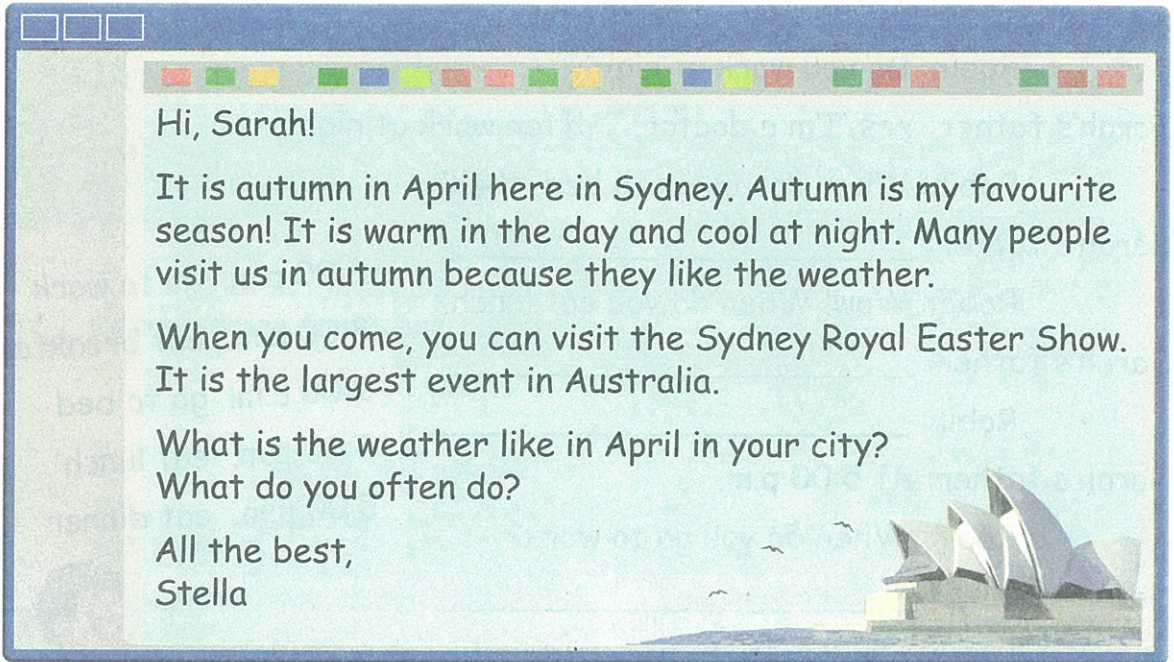 Hi, Sarah!
It is autumn in April here in Sydney. Autumn is my favourite
season! It is warm in the day and cool at night. Many people
visit us in autumn because they like the weather.
When you come, you can visit the Sydney Royal Easter Show.
It is the largest event in Australia.
What is the weather like in April in your city?
What do you often do?
All the best,
Stella